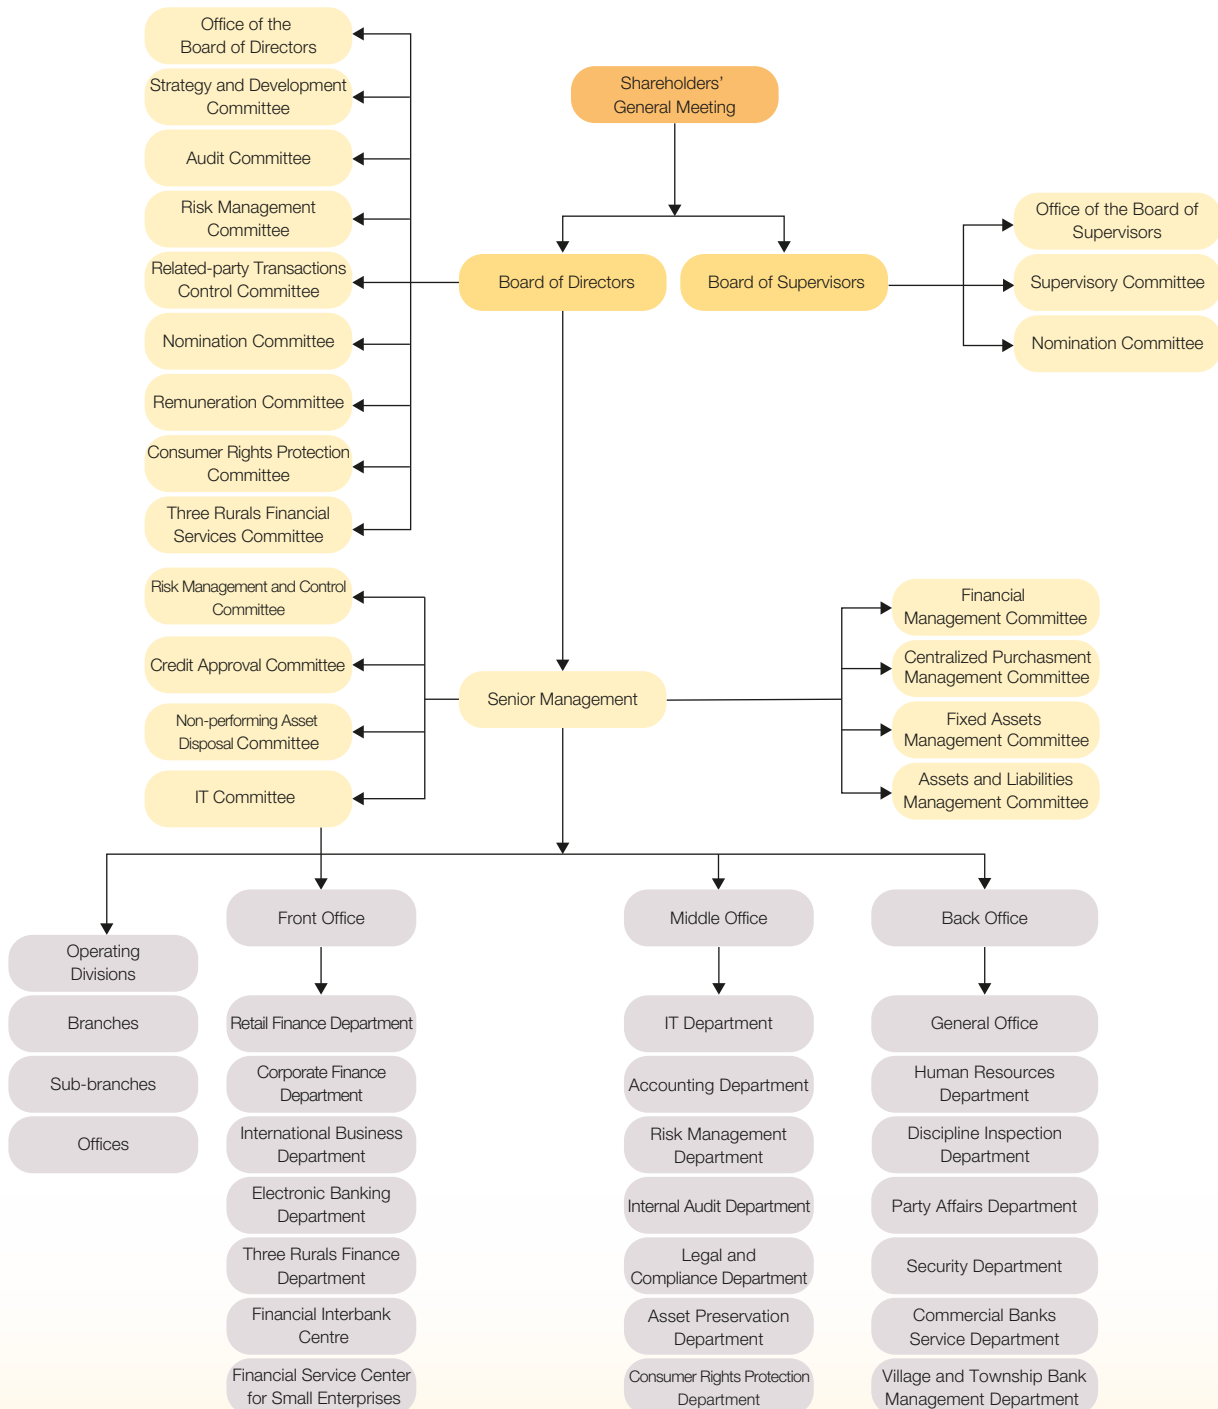 Office of the
Board of Directors
Strategy and Development
Committee
Audit Committee
Risk Management
Committee
Related-party Transactions
Control Committee
Nomination Committee
Remuneration Committee
Consumer Rights Protection
Committee
Three Rurals Financial
Services Committee
Shareholders'
General Meeting
Board of Directors
Board of Supervisors
Office of the Board of
Supervisors
Supervisory Committee
Nomination Committee
Risk Management and Control
Committee
Credit Approval Committee
Non-performing Asset
Disposal Committee
IT Committee
Senior Management
Financial
Management Committee
Centralized Purchasment
Management Committee
Fixed Assets
Management Committee
Assets and Liabilities
Management Committee
Operating
Divisions
Branches
Sub-branches
Offices
Front Office
Retail Finance Department
Corporate Finance
Department
International Business
Department
Electronic Banking
Department
Three Rurals Finance
Department
Financial Interbank
Centre
Financial Service Center
for Small Enterprises
Middle Office
IT Department
Accounting Department
Risk Management
Department
Internal Audit Department
Legal and
Compliance Department
Asset Preservation
Department
Consumer Rights Protection
Department
Back Office
General Office
Human Resources
Department
Discipline Inspection
Department
Party Affairs Department
Security Department
Commercial Banks
Service Department
Village and Township Bank
Management Department